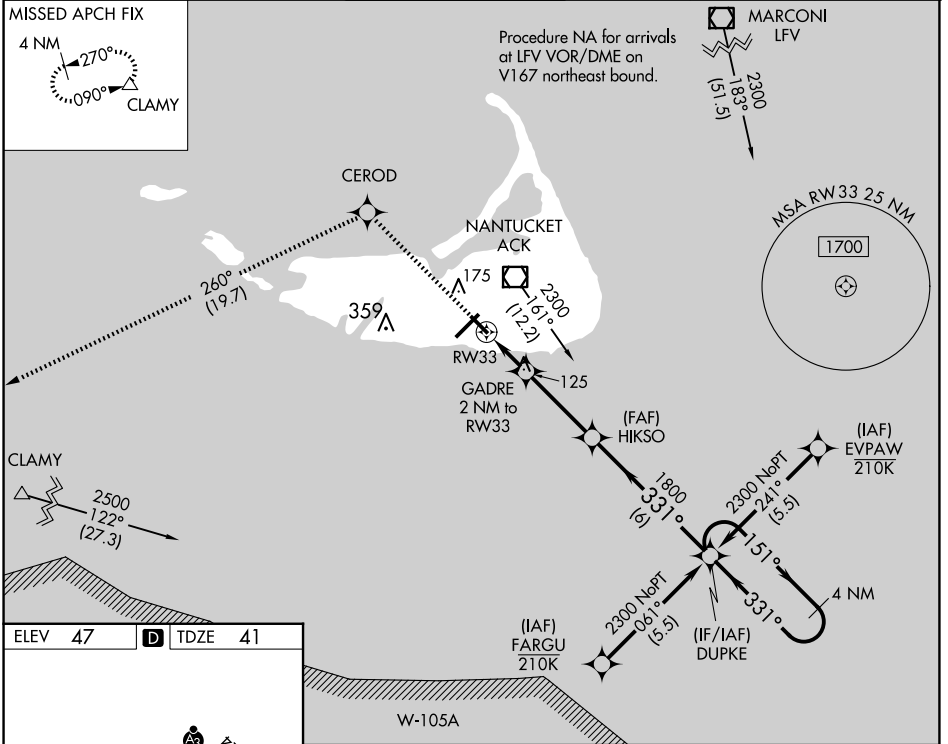 MISSED APCH FIX
4 NM
270°
090°
CLAMY
Procedure NA for arrivals
at LFV VOR/DME on
V167 northeast bound.
MARCONI
LFV
2300
183°
(51.5)
CEROD
NANTUCKET
ACK
MSA RW33 25 NM
1700
260°
(19.7)
175
359
2300
161°
(12.2)
RW33
GADRE
2 NM to
RW33
125
(FAF)
HIKSO
(IAF)
EVPAW
210K
CLAMY
2500
122°
(27.3)
1800
331°
(6)
2300 NoPT
241°
(5.5)
151°
331°
4 NM
2300 NoPT
061°
(5.5)
(IF/IAF)
DUPKE
(IAF)
FARGU
210K
W-105A
ELEV 47 D TDZE 41
A3